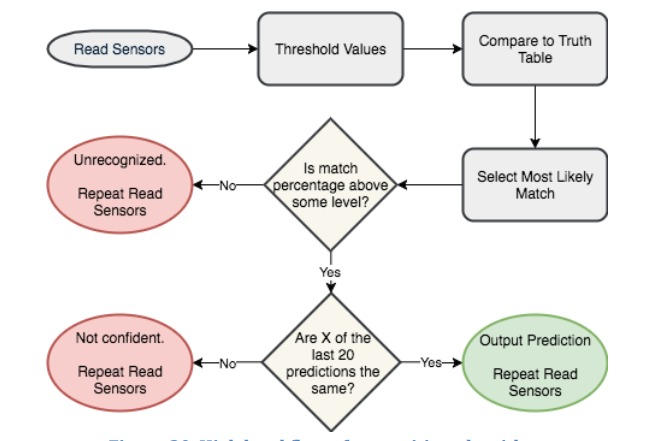 Read Sensors
Threshold Values
Compare to Truth
Table
Select Most Likely
Match
Is match
percentage above
some level?
No
Unrecognized.
Repeat Read
Sensors
Yes
Are X of the
last 20
predictions the
same?
No
Not confident.
Repeat Read
Sensors
Yes
Output Prediction
Repeat Read
Sensors